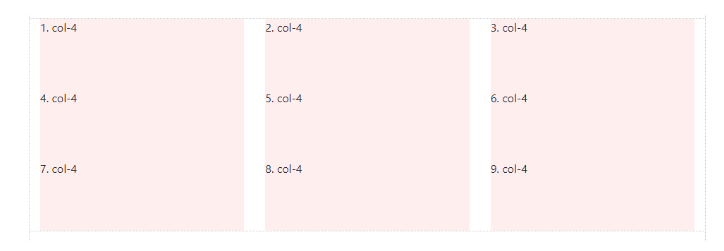 1. col-4 2. col-4 3. col-4
4. col-4 5. col-4 6. col-4
7. col-4 8. col-4 9. col-4